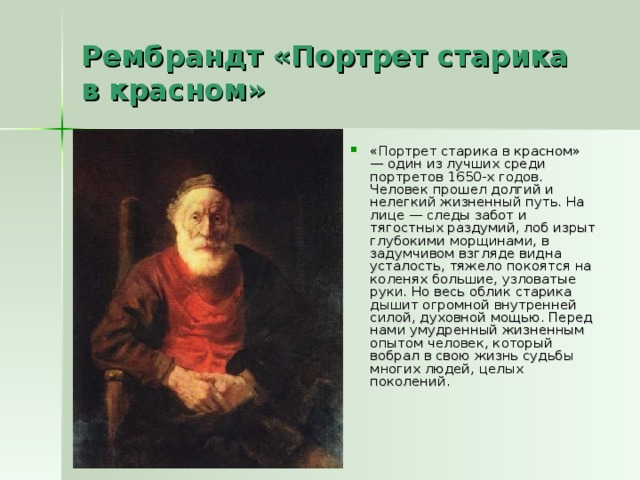 Рембрандт «Портрет старика
в красном»
«Портрет старика в красном»
— один из лучших среди
портретов 1650-х годов.
Человек прошел долгий и
нелегкий жизненный путь. На
лице — следы забот и
тягостных раздумий, лоб изрыт
глубокими морщинами, в
задумчивом взгляде видна
усталость, тяжело покоятся на
коленях большие, узловатые
руки. Но весь облик старика
дышит огромной внутренней
силой, духовной мощью. Перед
нами умудренный жизненным
опытом человек, который
вобрал в свою жизнь судьбы
многих людей, целых
поколений.